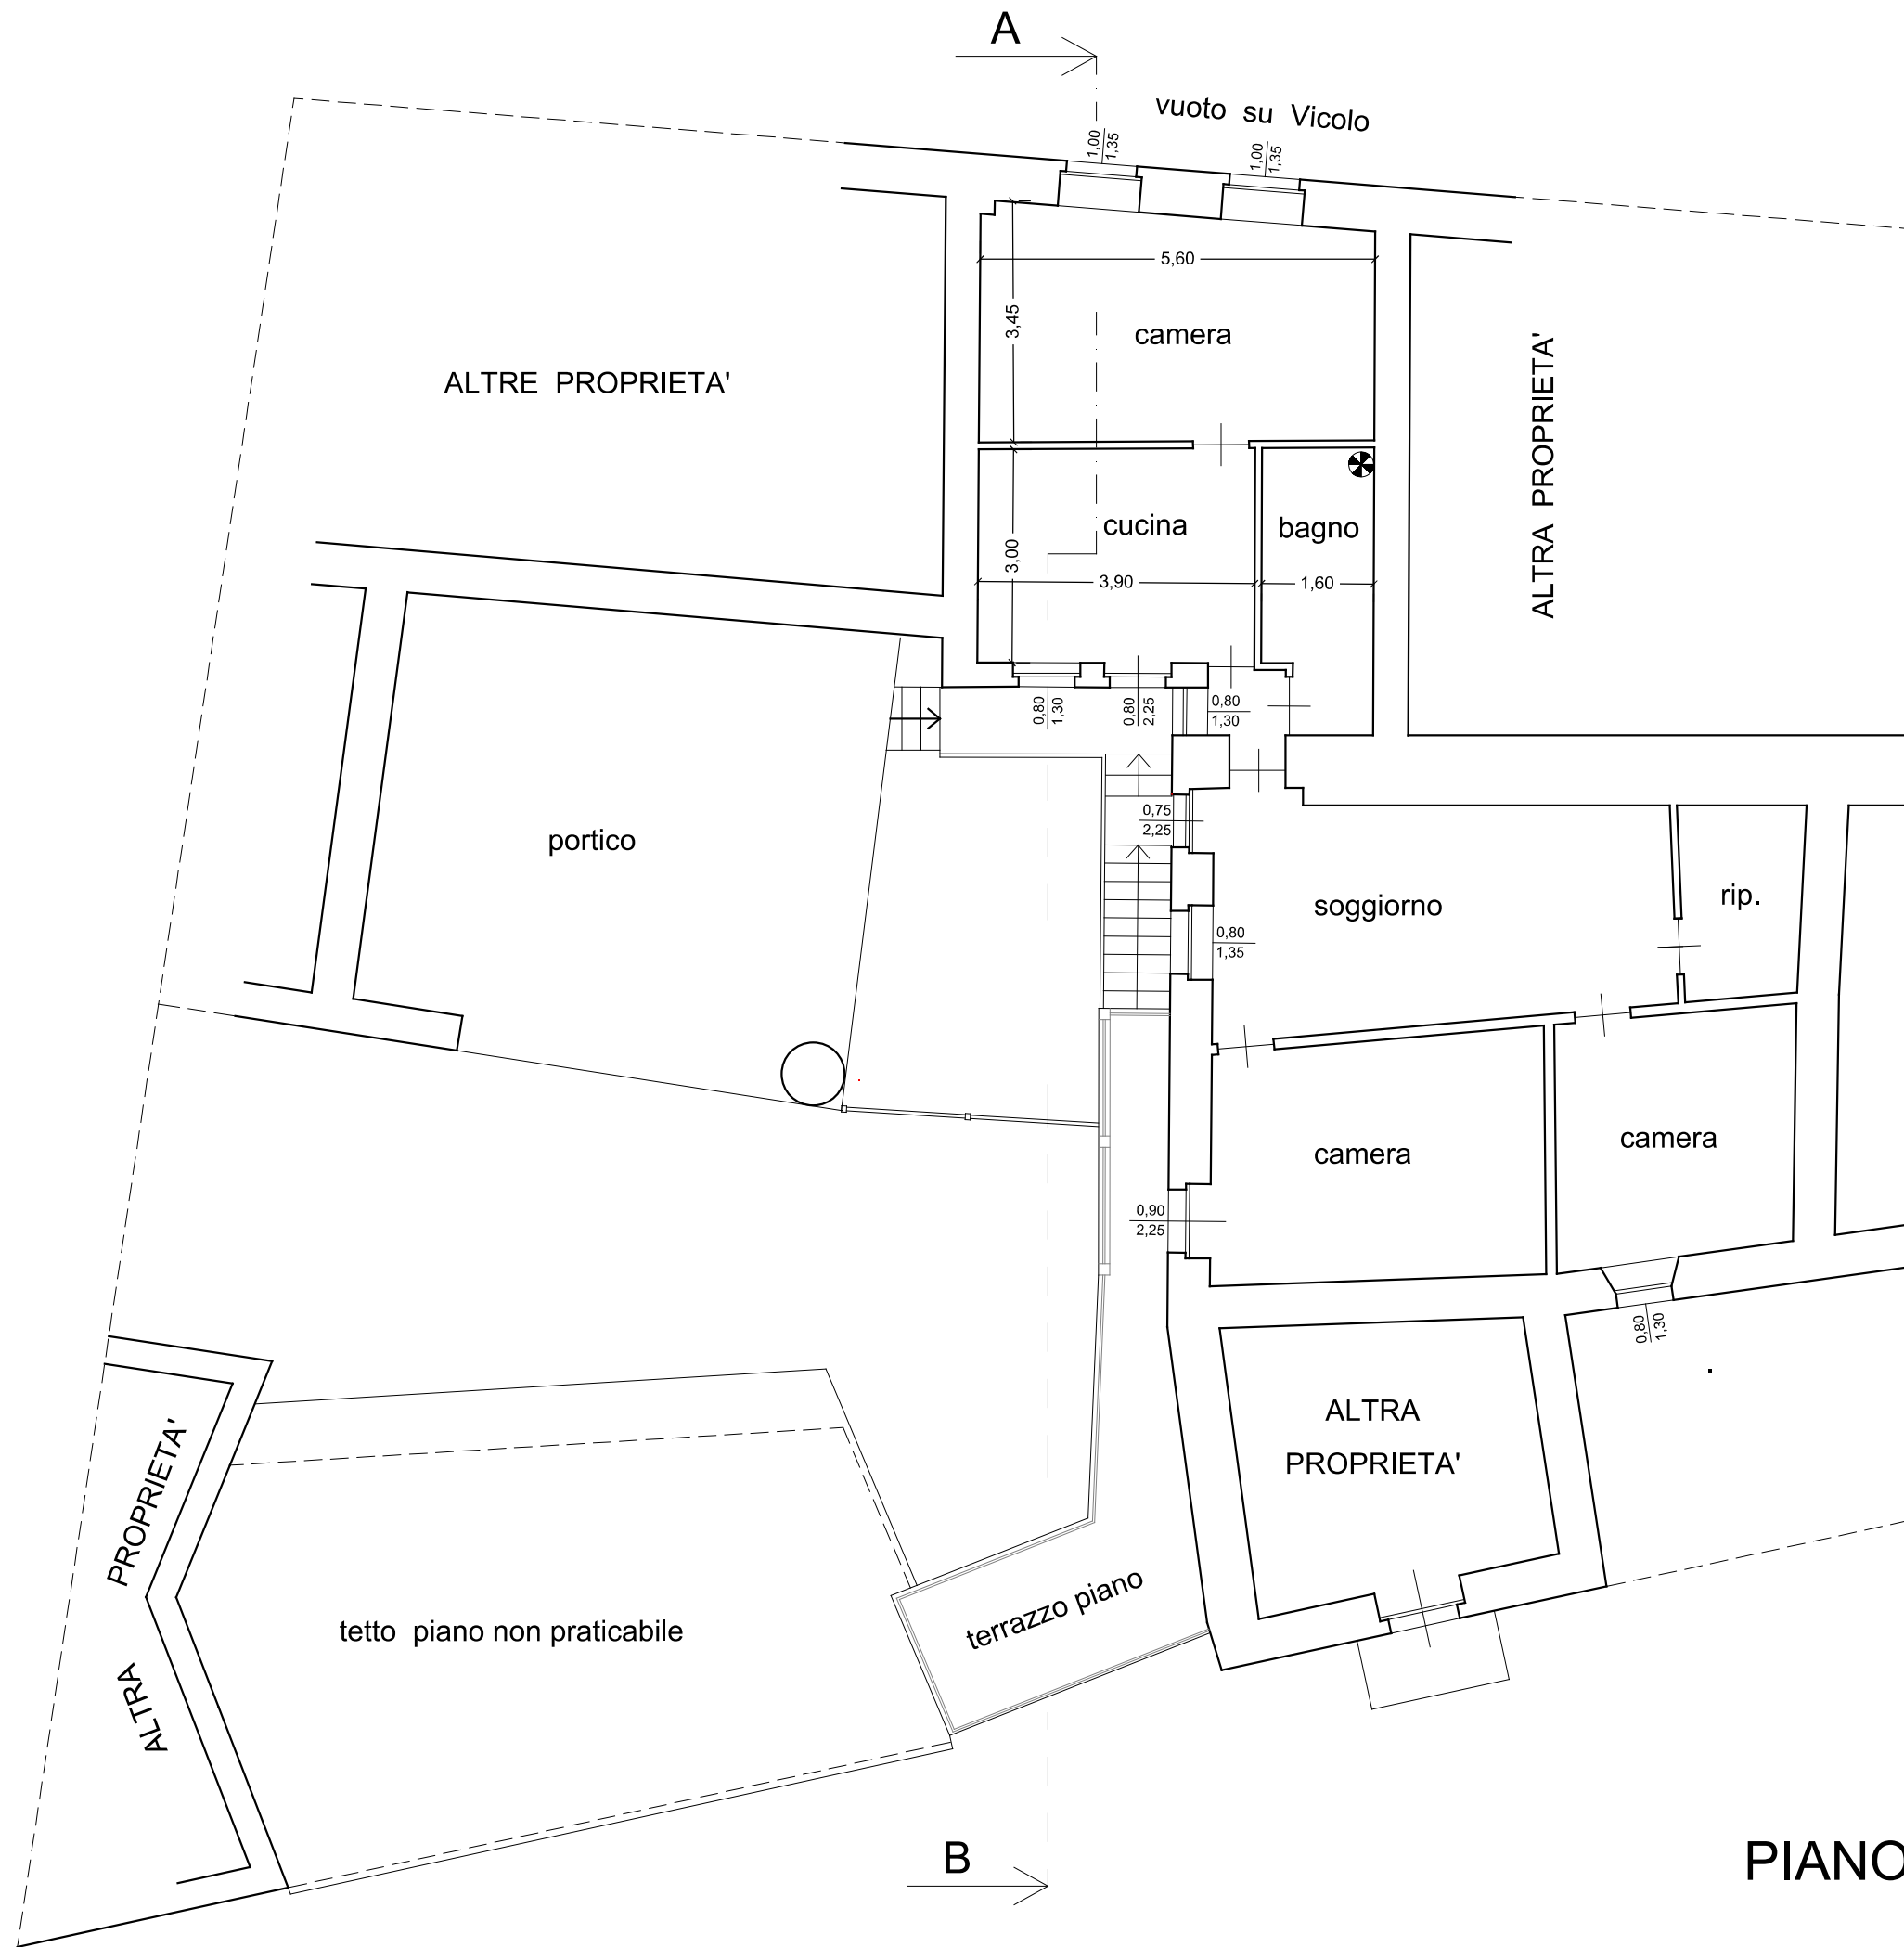 A
vuoto su Vicolo
1,00
1,35
1,00
1,35
5,60
3,45
camera
ALTRE PROPRIETA'
ALTRA PROPRIETA'
cucina
bagno
3,00
3,90
1,60
0,80
1,30
0,80
2,25
0,80
1,30
0,75
2,25
portico
soggiorno
rip.
0,80
1,35
camera
camera
0,90
2,25
0,80
1,30
ALTRA
PROPRIETA'
ALTRA PROPRIETA'
terrazzo piano
tetto piano non praticabile
B
PIANO